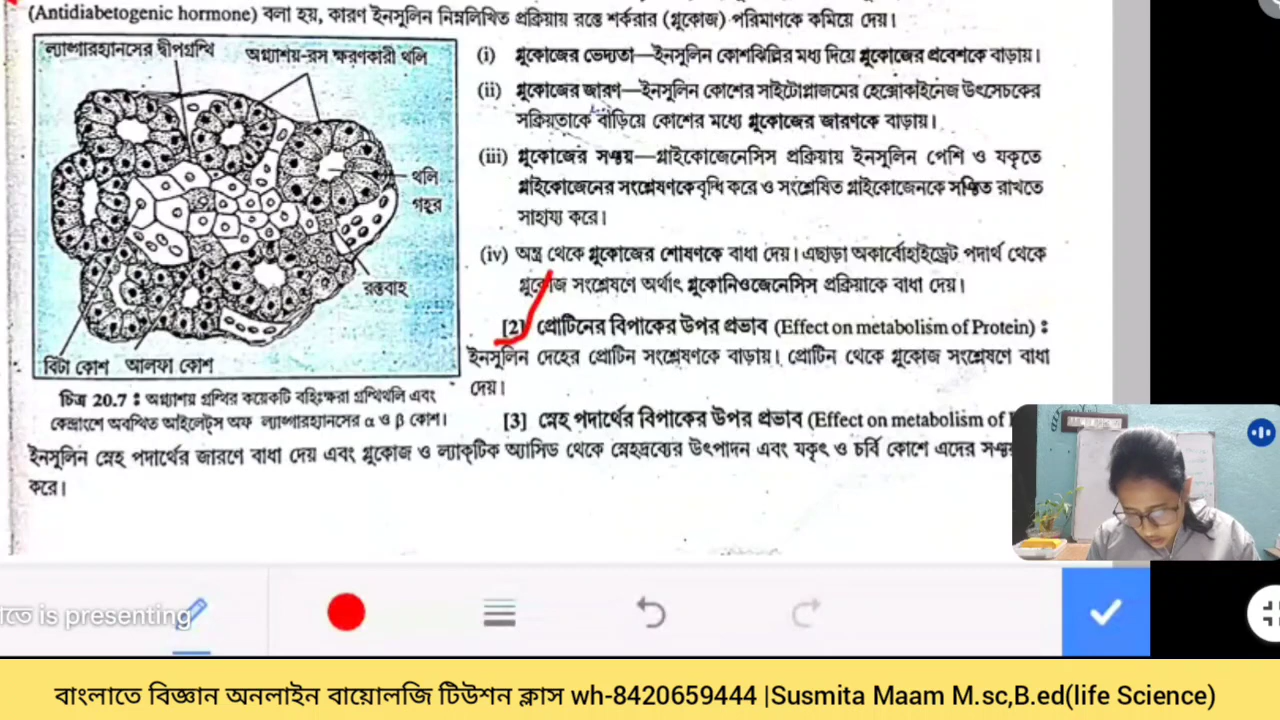 (Antidiabetogenic hormone) বলা হয়, কারণ ইনসুলিন নিম্নলিখিত প্রক্রিয়ায় রক্তে শর্করার (গ্লুকোজ) পরিমাণকে কমিয়ে দেয়।
ল্যাঙ্গারহ্যানসের দ্বীপগ্রন্থি
অগ্ন্যাশয়-রস ক্ষরণকারী থলি
থলি
গহ্বর
রক্তবাহ
বিটা কোশ আলফা কোশ
চিত্র 20.7 : অগ্ন্যাশয় গ্রন্থির কয়েকটি বহিঃক্ষরা গ্রন্থিথলি এবং
কেন্দ্রাংশে অবস্থিত আইলেট্‌স অফ ল্যাঙ্গারহ্যানসের α ও β কোশ।
(i) গ্লুকোজের ভেদ্যতা—ইনসুলিন কোশঝিল্লির মধ্য দিয়ে গ্লুকোজের প্রবেশকে বাড়ায়।
(ii) গ্লুকোজের জারণ—ইনসুলিন কোশের সাইটোপ্লাজমের হেক্সোকাইনেজ উৎসেচকের
সক্রিয়তাকে বাড়িয়ে কোশের মধ্যে গ্লুকোজের জারণকে বাড়ায়।
(iii) গ্লুকোজের সঞ্চয়—গ্লাইকোজেনেসিস প্রক্রিয়ায় ইনসুলিন পেশি ও যকৃতে
গ্লাইকোজেনের সংশ্লেষণকে বৃদ্ধি করে ও সংশ্লেষিত গ্লাইকোজেনকে সঞ্চিত রাখতে
সাহায্য করে।
(iv) অন্ত্র থেকে গ্লুকোজের শোষণকে বাধা দেয়। এছাড়া অকার্বোহাইড্রেট পদার্থ থেকে
গ্লুকোজ সংশ্লেষণে অর্থাৎ গ্লুকোনিওজেনেসিস প্রক্রিয়াকে বাধা দেয়।
[2] প্রোটিনের বিপাকের উপর প্রভাব (Effect on metabolism of Protein) :
ইনসুলিন দেহের প্রোটিন সংশ্লেষণকে বাড়ায়। প্রোটিন থেকে গ্লুকোজ সংশ্লেষণে বাধা
দেয়।
[3] স্নেহ পদার্থের বিপাকের উপর প্রভাব (Effect on metabolism of
ইনসুলিন স্নেহ পদার্থের জারণে বাধা দেয় এবং গ্লুকোজ ও ল্যাক্‌টিক অ্যাসিড থেকে স্নেহদ্রব্যের উৎপাদন এবং যকৃৎ ও চর্বি কোশে এদের
করে।
is presenting
বাংলাতে বিজ্ঞান অনলাইন বায়োলজি টিউশন ক্লাস wh-8420659444 |Susmita Maam M.sc,B.ed(life Science)